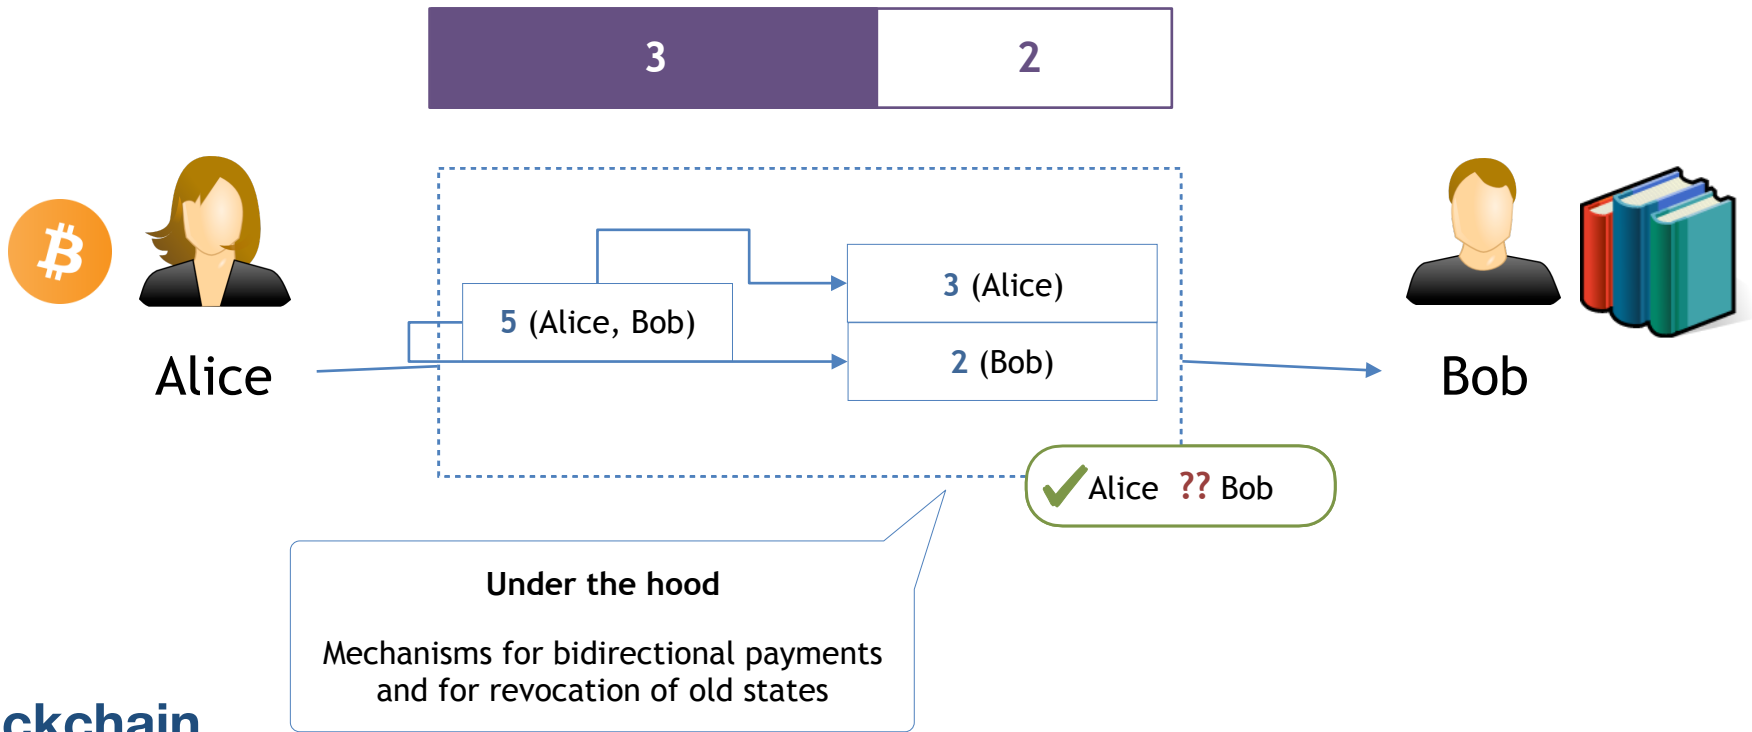 3 2
3 (Alice)
5 (Alice, Bob)
2 (Bob)
Alice
Bob
Alice ?? Bob
Under the hood
Mechanisms for bidirectional payments
and for revocation of old states
ckchain